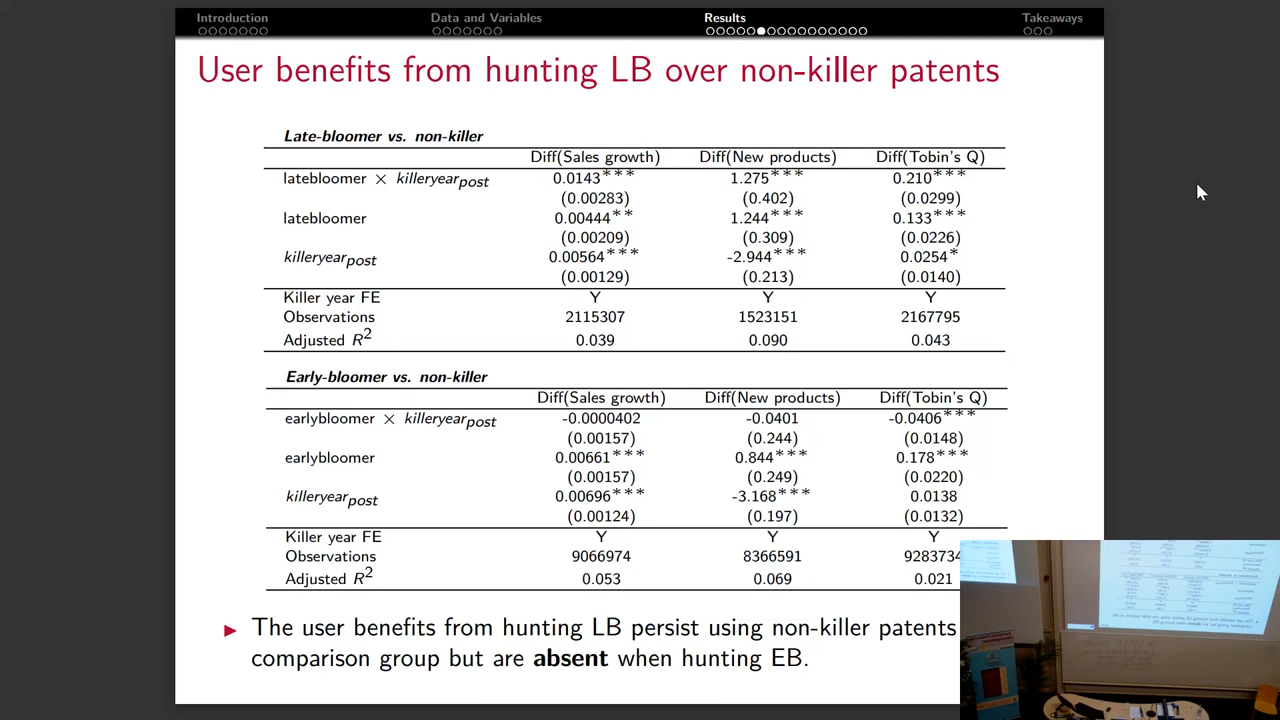 Introduction Data and Variables Results Takeaways
User benefits from hunting LB over non-killer patents
Late-bloomer vs. non-killer
Diff(Sales growth) Diff(New products) Diff(Tobin's Q)
latebloomer × killeryearpost 0.0143*** 1.275*** 0.210***
(0.00283) (0.402) (0.0299)
latebloomer 0.00444** 1.244*** 0.133***
(0.00209) (0.309) (0.0226)
killeryearpost 0.00564*** -2.944*** 0.0254*
(0.00129) (0.213) (0.0140)
Killer year FE Y Y Y
Observations 2115307 1523151 2167795
Adjusted R2 0.039 0.090 0.043
Early-bloomer vs. non-killer
Diff(Sales growth) Diff(New products) Diff(Tobin's Q)
earlybloomer × killeryearpost -0.0000402 -0.0401 -0.0406***
(0.00157) (0.244) (0.0148)
earlybloomer 0.00661*** 0.844*** 0.178***
(0.00157) (0.249) (0.0220)
killeryearpost 0.00696*** -3.168*** 0.0138
(0.00124) (0.197) (0.0132)
Killer year FE Y Y Y
Observations 9066974 8366591 9283734
Adjusted R2 0.053 0.069 0.021
The user benefits from hunting LB persist using non-killer patents
comparison group but are absent when hunting EB.